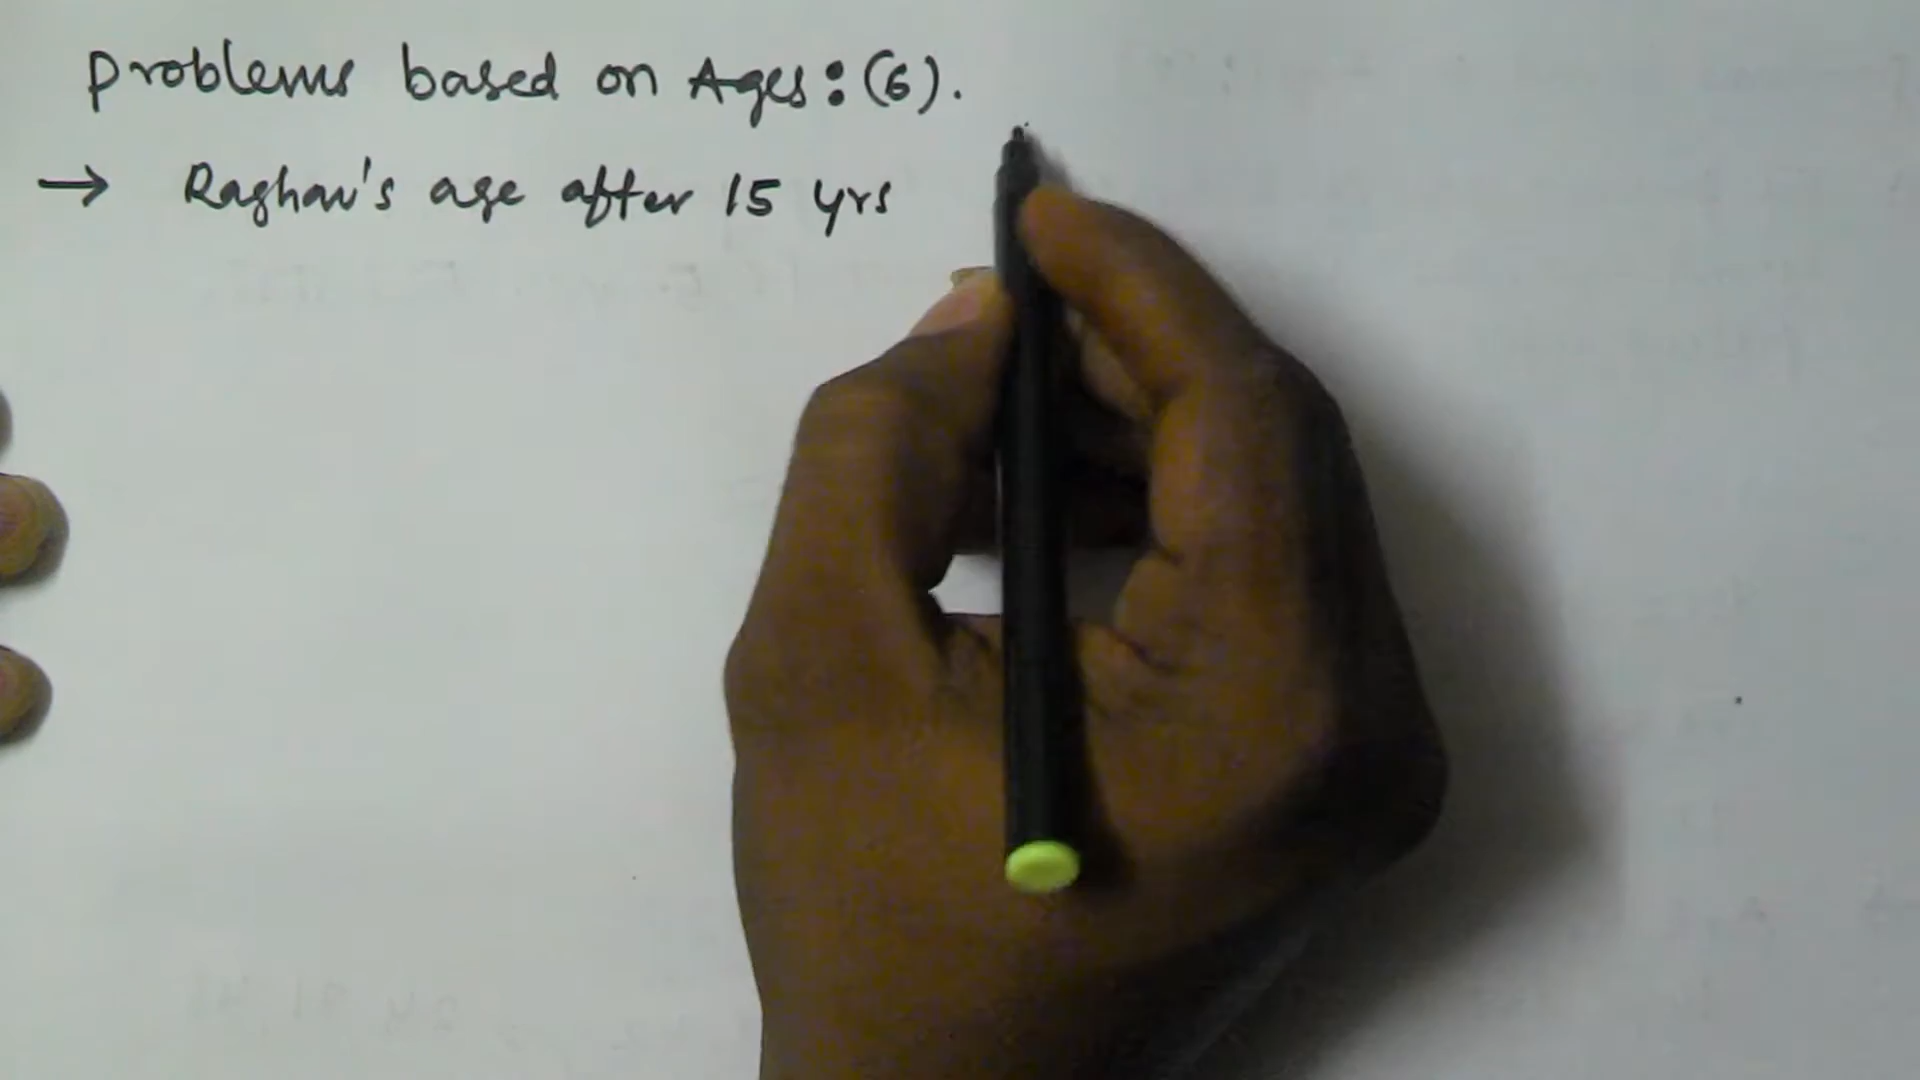 Problems based on Ages:(6).
→ Raghav's age after 15 yrs